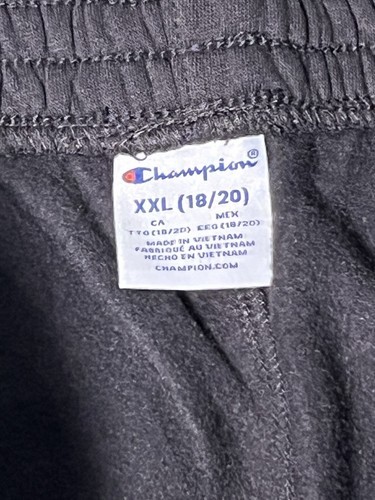 Champion®
XXL (18/20)
CA MEX
TTG (18/20) EEG (18/20)
MADE IN VIETNAM
FABRIQUÉ AU VIETNAM
HECHO EN VIETNAM
CHAMPION.COM